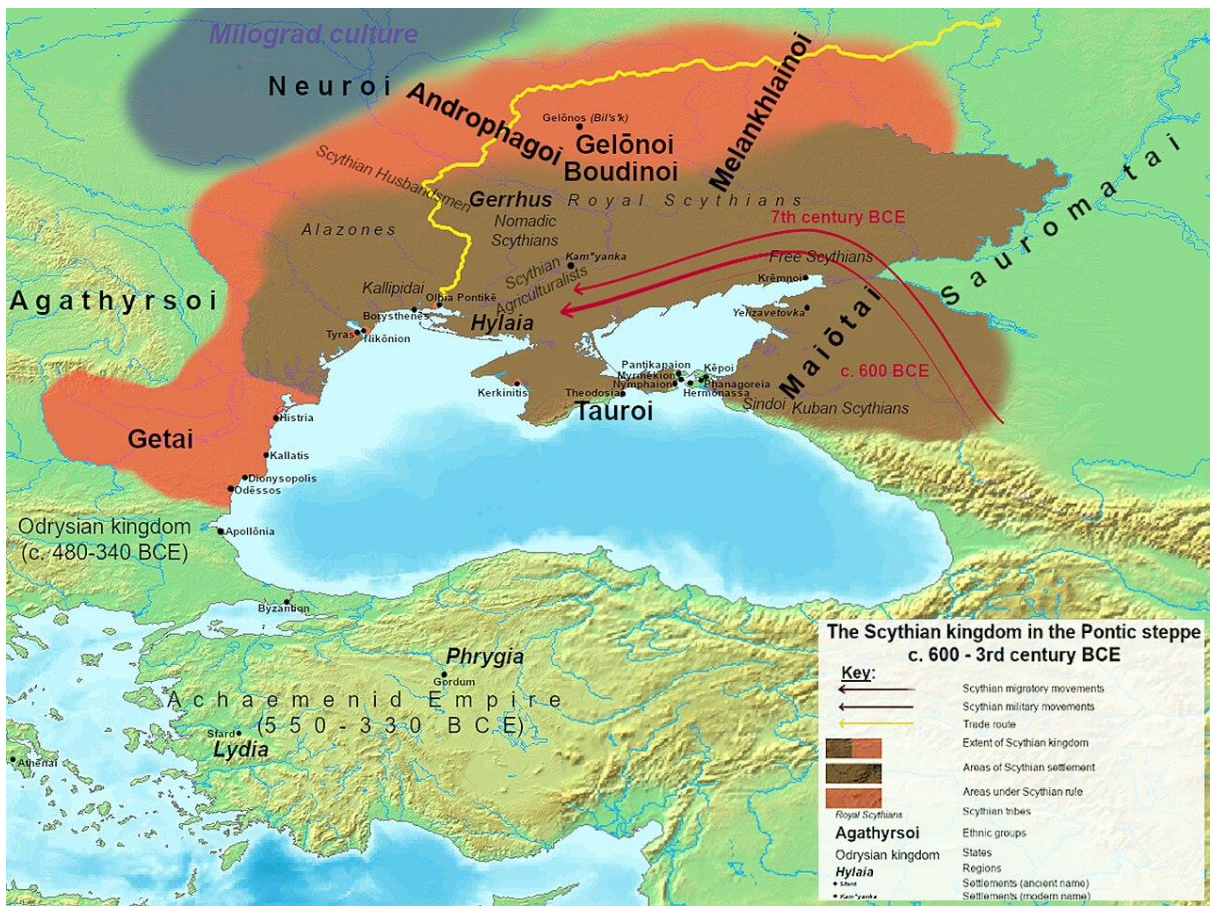 Milograd culture
Neuroi
Androphagoi
Melankhlainoi
Gelōnos (Bil's'k)
Gelōnoi
Boudinoi
Scythian Husbandsmen
Gerrhus
Royal Scythians
Sauromatai
Nomadic
Scythians
Alazones
7th century BCE
Kam"yanka
Free Scythians
Scythian
Agriculturalists
Krēmnoi
Agathyrsoi
Kallipidai
Olbia Pontikē
Borysthenēs
Hylaia
Yelizavetovka
Maiōtai
Tyras
Nikōnion
Pantikapaion
Kēpoi
Myrmēkion
Phanagoreia
Nymphaion
Hermōnassa
c. 600 BCE
Kerkinitis
Theodosia
Sindoi
Kuban Scythians
Tauroi
Getai
Histria
Kallatis
Dionysopolis
Odēssos
Odrysian kingdom
(c. 480-340 BCE)
Apollōnia
Byzantion
Phrygia
Gordum
Achaemenid Empire
(550-330 BCE)
Sfard
Lydia
Athēnai
The Scythian kingdom in the Pontic steppe
c. 600 - 3rd century BCE
Key:
Scythian migratory movements
Scythian military movements
Trade route
Extent of Scythian kingdom
Areas of Scythian settlement
Areas under Scythian rule
Royal Scythians Scythian tribes
Agathyrsoi Ethnic groups
Odrysian kingdom States
Hylaia Regions
Sfard Settlements (ancient name)
Kam"yanka Settlements (modern name)